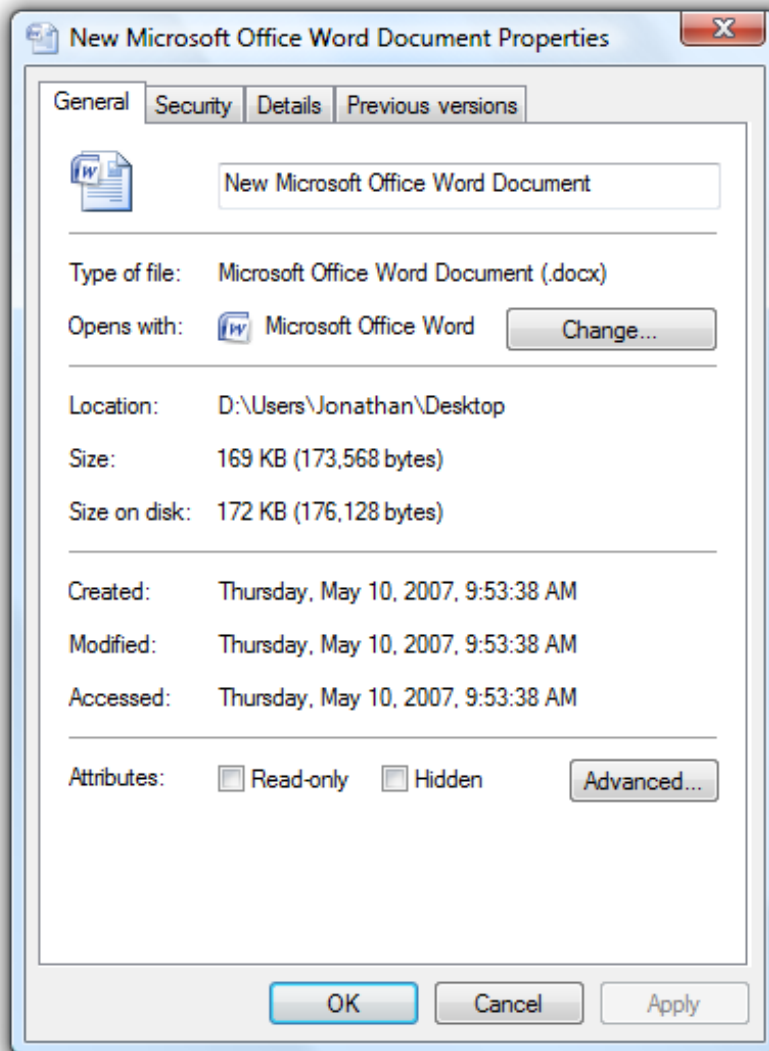 New Microsoft Office Word Document Properties
General Security Details Previous versions
New Microsoft Office Word Document
Type of file: Microsoft Office Word Document (.docx)
Opens with: Microsoft Office Word Change...
Location: D:\Users\Jonathan\Desktop
Size: 169 KB (173,568 bytes)
Size on disk: 172 KB (176,128 bytes)
Created: Thursday, May 10, 2007, 9:53:38 AM
Modified: Thursday, May 10, 2007, 9:53:38 AM
Accessed: Thursday, May 10, 2007, 9:53:38 AM
Attributes: Read-only Hidden Advanced...
OK Cancel Apply